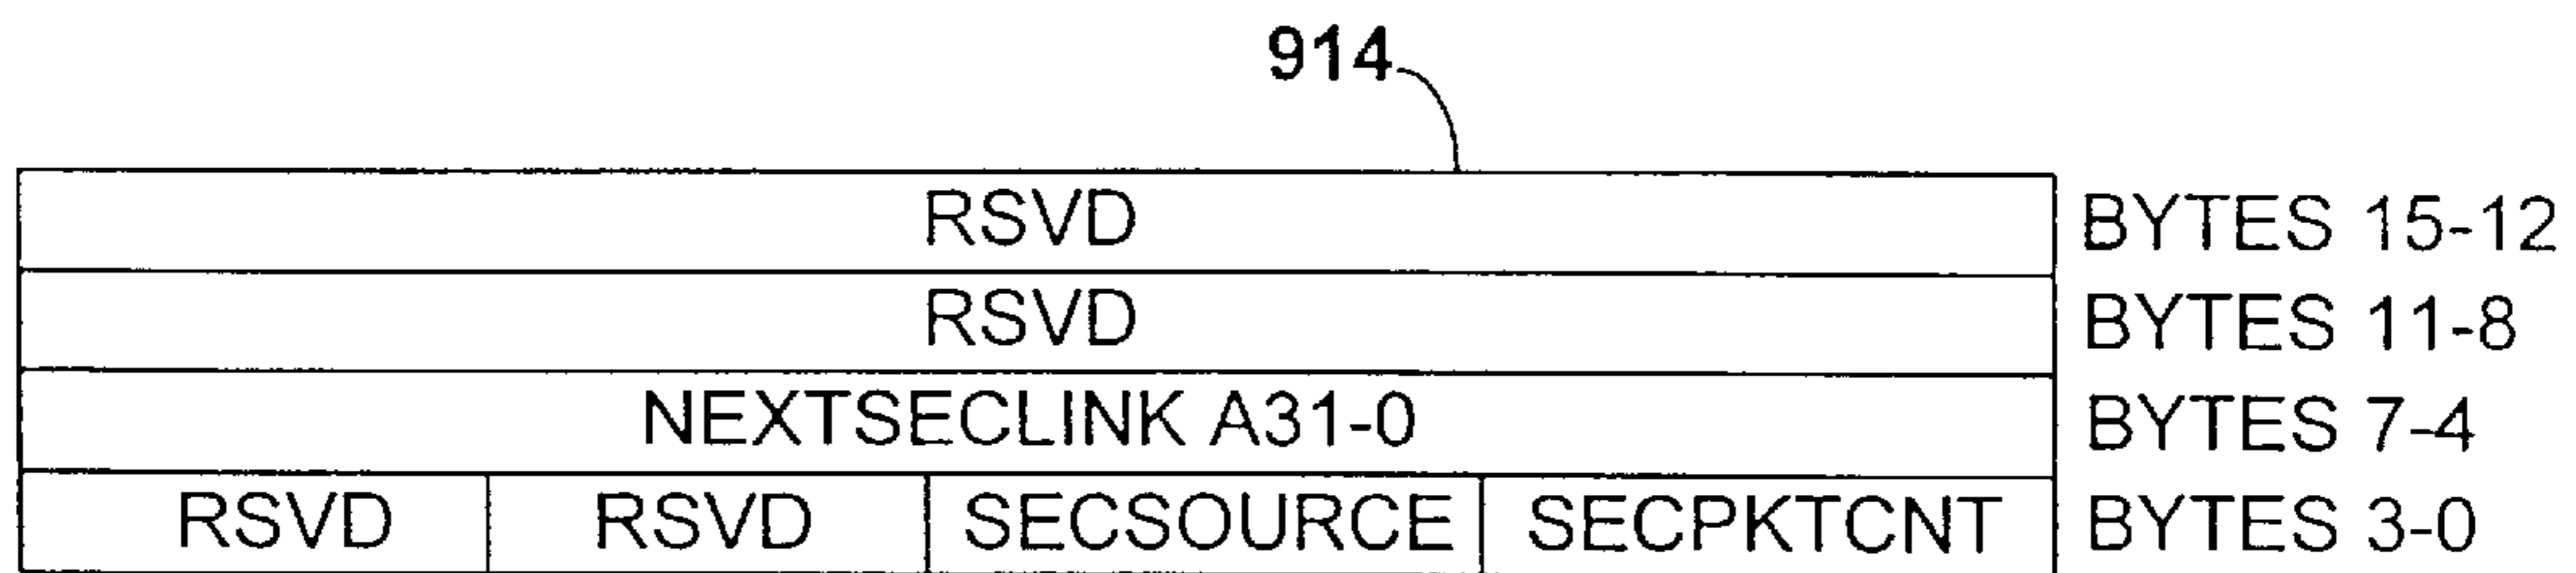 914
RSVD BYTES 15-12
RSVD BYTES 11-8
NEXTSECLINK A31-0 BYTES 7-4
RSVD RSVD SECSOURCE SECPKTCNT BYTES 3-0